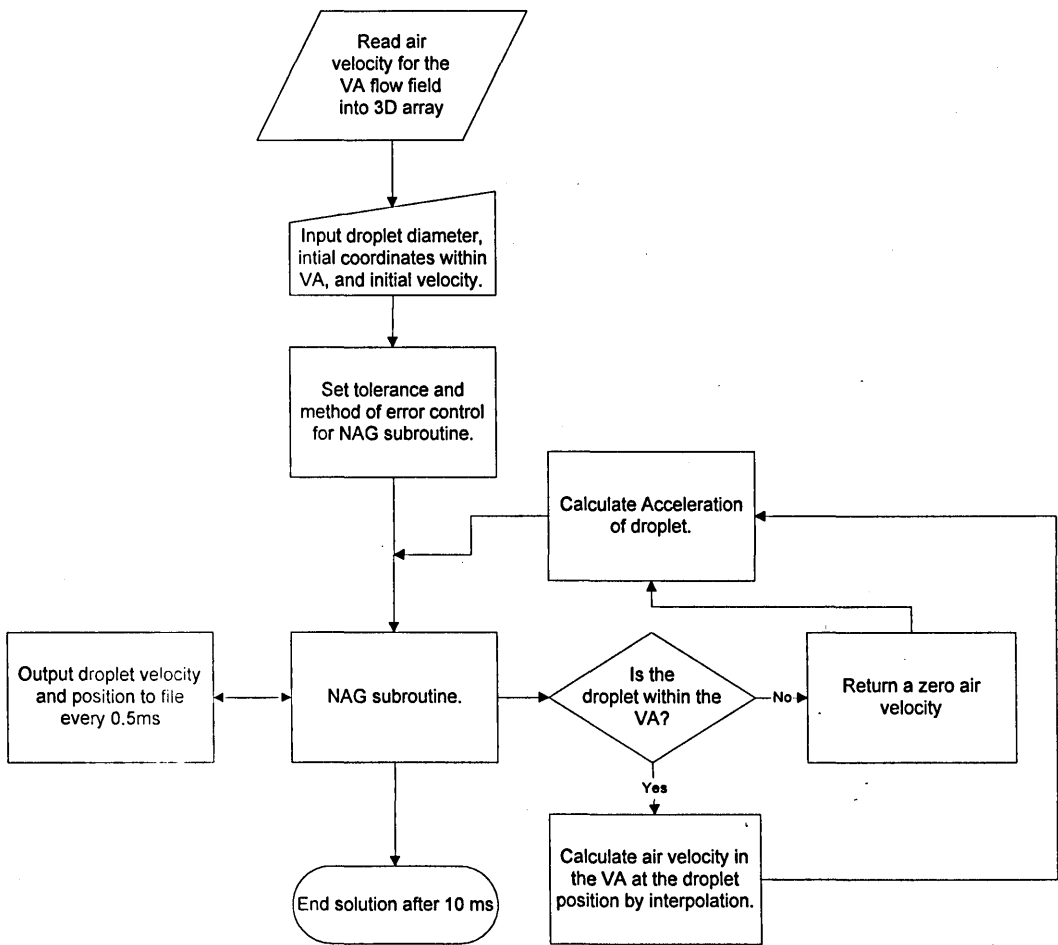 Read air
velocity for the
VA flow field
into 3D array
Input droplet diameter,
intial coordinates within
VA, and initial velocity.
Set tolerance and
method of error control
for NAG subroutine.
Calculate Acceleration
of droplet.
Output droplet velocity
and position to file
every 0.5ms
NAG subroutine.
Is the
droplet within the
VA?
No
Return a zero air
velocity
Yes
Calculate air velocity in
the VA at the droplet
position by interpolation.
End solution after 10 ms